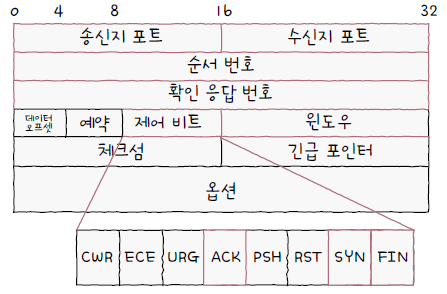 0 4 8 16 32
송신지 포트 수신지 포트
순서 번호
확인 응답 번호
데이터 오프셋 예약 제어 비트 윈도우
체크섬 긴급 포인터
옵션
CWR ECE URG ACK PSH RST SYN FIN